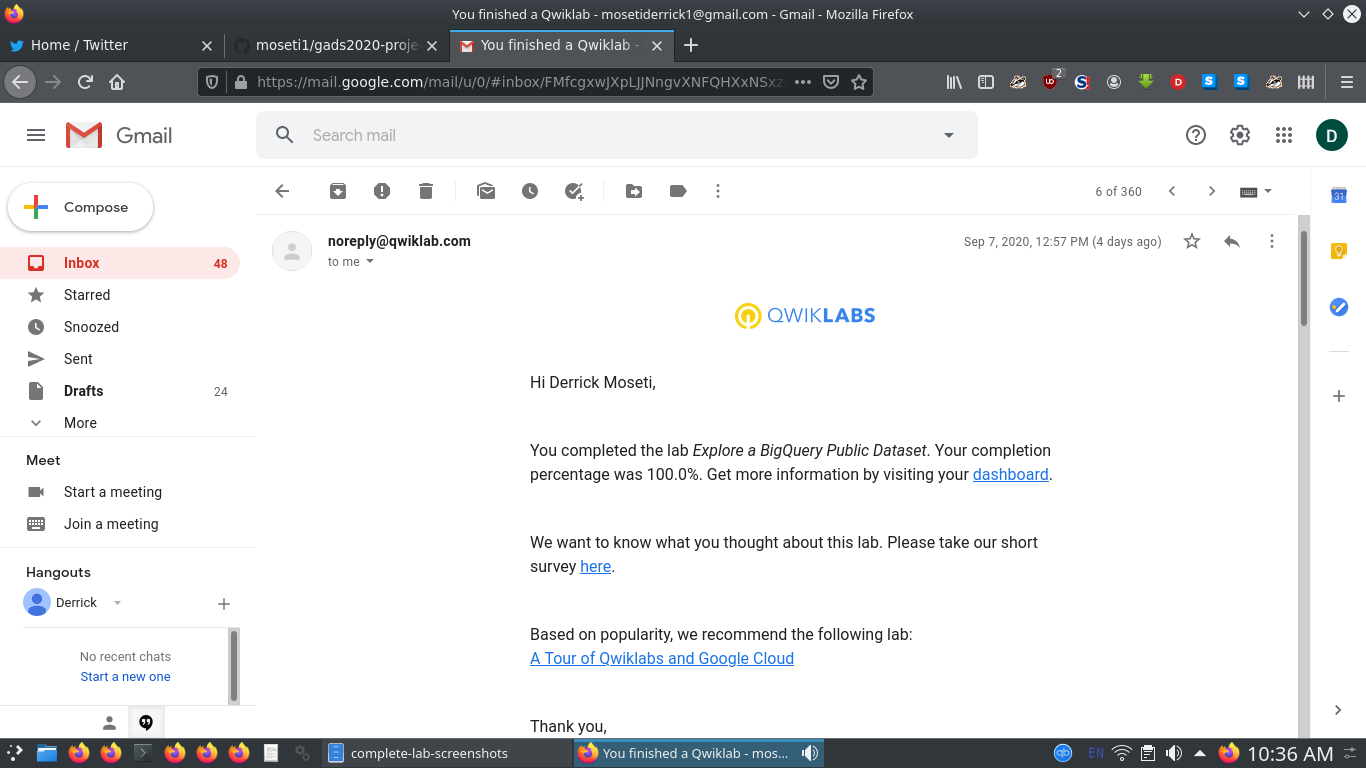 You finished a Qwiklab - mosetiderrick1@gmail.com - Gmail - Mozilla Firefox
Home / Twitter
moseti1/gads2020-proje
You finished a Qwiklab -
https://mail.google.com/mail/u/0/#inbox/FMfcgxwJXpLJJNngvXNFQHXxNSxz
2
Gmail
Search mail
D
Compose
6 of 360
31
noreply@qwiklab.com
Sep 7, 2020, 12:57 PM (4 days ago)
to me
Inbox
48
Starred
Snoozed
Sent
Drafts
24
More
Meet
Start a meeting
Join a meeting
Hangouts
Derrick
No recent chats
Start a new one
QWIKLABS
Hi Derrick Moseti,
You completed the lab Explore a BigQuery Public Dataset. Your completion
percentage was 100.0%. Get more information by visiting your dashboard.
We want to know what you thought about this lab. Please take our short
survey here.
Based on popularity, we recommend the following lab:
A Tour of Qwiklabs and Google Cloud
Thank you,
complete-lab-screenshots
You finished a Qwiklab - mos...
EN
10:36 AM